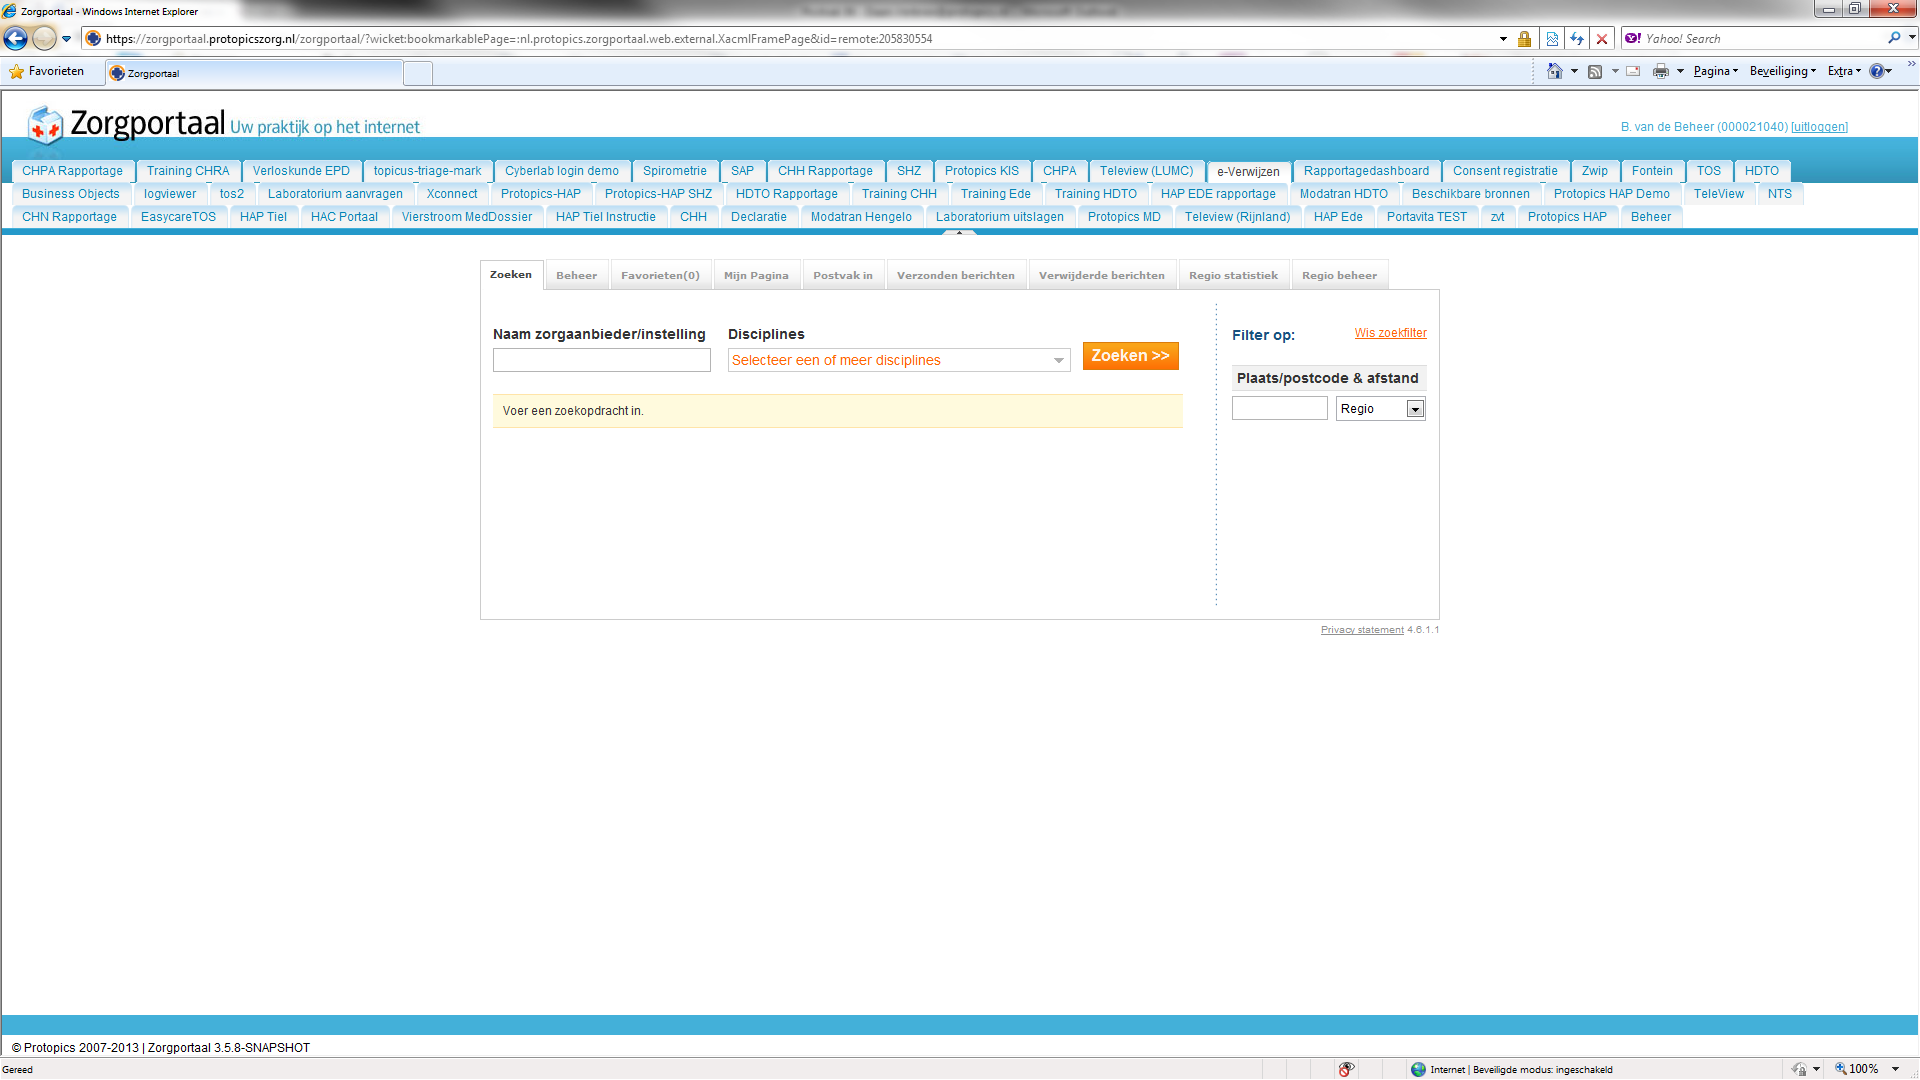 Zorgportaal - Windows Internet Explorer
https://zorgportaal.protopicszorg.nl/zorgportaal/?wicket:bookmarkablePage=:nl.protopics.zorgportaal.web.external.XacmlFramePage&id=remote:205830554
Yahoo! Search
Favorieten
Zorgportaal
Pagina
Beveiliging
Extra
Zorgportaal Uw praktijk op het internet
B. van de Beheer (000021040) [uitloggen]
CHPA Rapportage Training CHRA Verloskunde EPD topicus-triage-mark Cyberlab login demo Spirometrie SAP CHH Rapportage SHZ Protopics KIS CHPA Teleview (LUMC) e-Verwijzen Rapportagedashboard Consent registratie Zwip Fontein TOS HDTO
Business Objects logviewer tos2 Laboratorium aanvragen Xconnect Protopics-HAP Protopics-HAP SHZ HDTO Rapportage Training CHH Training Ede Training HDTO HAP EDE rapportage Modatran HDTO Beschikbare bronnen Protopics HAP Demo TeleView NTS
CHN Rapportage EasycareTOS HAP Tiel HAC Portaal Vierstroom MedDossier HAP Tiel Instructie CHH Declaratie Modatran Hengelo Laboratorium uitslagen Protopics MD Teleview (Rijnland) HAP Ede Portavita TEST zvt Protopics HAP Beheer
Zoeken Beheer Favorieten(0) Mijn Pagina Postvak in Verzonden berichten Verwijderde berichten Regio statistiek Regio beheer
Naam zorgaanbieder/instelling
Disciplines
Selecteer een of meer disciplines
Zoeken >>
Voer een zoekopdracht in.
Filter op:
Wis zoekfilter
Plaats/postcode & afstand
Regio
Privacy statement 4.6.1.1
© Protopics 2007-2013 | Zorgportaal 3.5.8-SNAPSHOT
Gereed
Internet | Beveiligde modus: ingeschakeld
100%